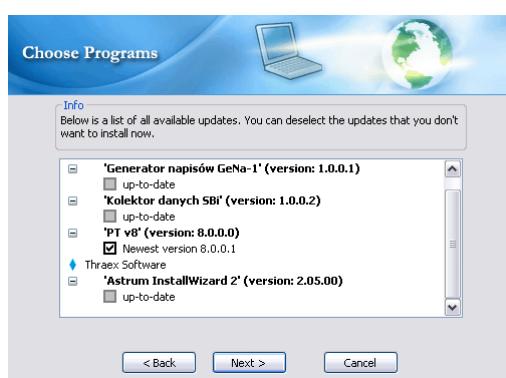 Choose Programs
Info
Below is a list of all available updates. You can deselect the updates that you don't
want to install now.
'Generator napisów GeNa-1' (version: 1.0.0.1)
up-to-date
'Kolektor danych SBi' (version: 1.0.0.2)
up-to-date
'PT v8' (version: 8.0.0.0)
Newest version 8.0.0.1
Thraex Software
'Astrum InstallWizard 2' (version: 2.05.00)
up-to-date
< Back Next > Cancel